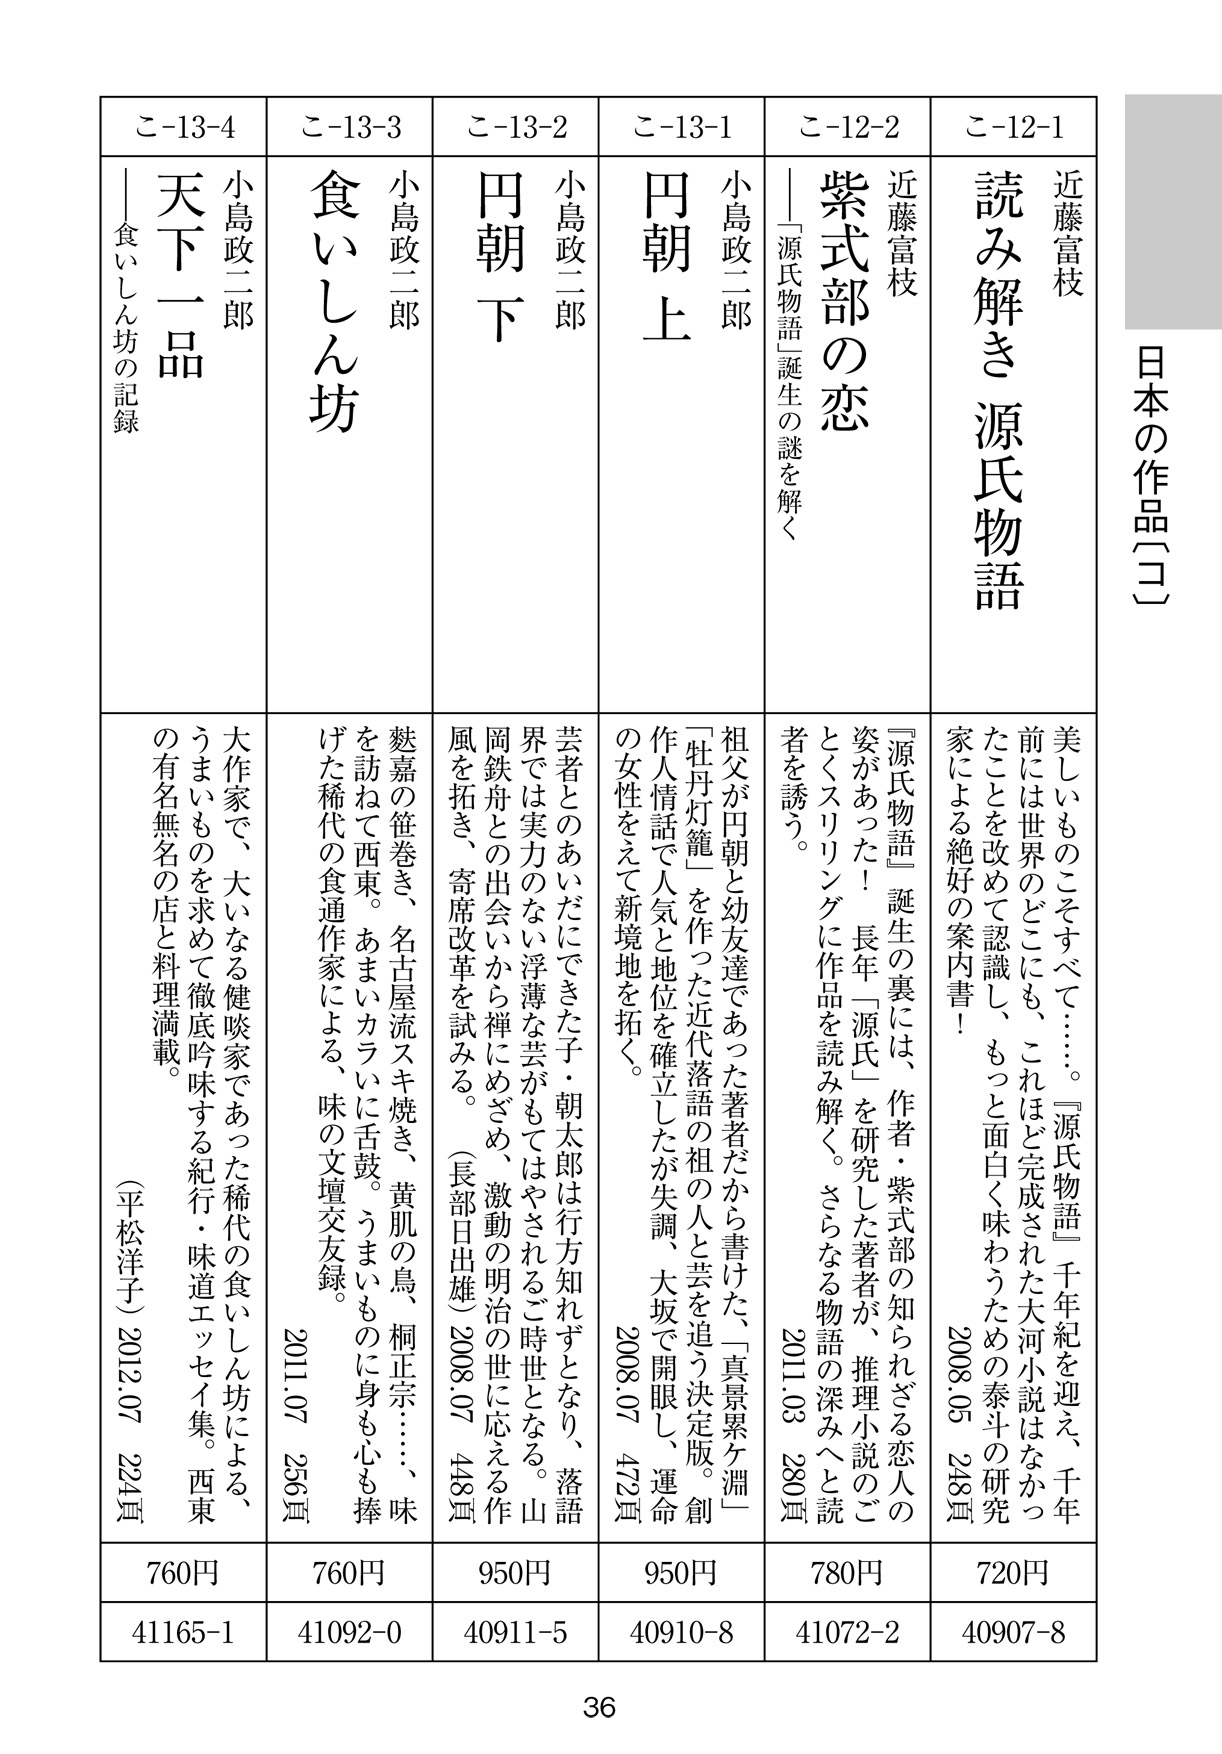 日本の作品〔コ〕
こ-12-1
近藤富枝
読み解き 源氏物語
美しいものこそすべて……。『源氏物語』千年紀を迎え、千年
前には世界のどこにも、これほど完成された大河小説はなかっ
たことを改めて認識し、もっと面白く味わうための泰斗の研究
家による絶好の案内書！
2008.05 248頁
720円
40907-8
こ-12-2
近藤富枝
紫式部の恋
――「源氏物語」誕生の謎を解く
『源氏物語』誕生の裏には、作者・紫式部の知られざる恋人の
姿があった！ 長年「源氏」を研究した著者が、推理小説のご
とくスリリングに作品を読み解く。さらなる物語の深みへと読
者を誘う。
2011.03 280頁
780円
41072-2
こ-13-1
小島政二郎
円朝 上
祖父が円朝と幼友達であった著者だから書けた、「真景累ケ淵」
「牡丹灯籠」を作った近代落語の祖の人と芸を追う決定版。創
作人情話で人気と地位を確立したが失調、大坂で開眼し、運命
の女性をえて新境地を拓く。
2008.07 472頁
950円
40910-8
こ-13-2
小島政二郎
円朝 下
芸者とのあいだにできた子・朝太郎は行方知れずとなり、落語
界では実力のない浮薄な芸がもてはやされるご時世となる。山
岡鉄舟との出会いから禅にめざめ、激動の明治の世に応える作
風を拓き、寄席改革を試みる。
（長部日出雄）2008.07 448頁
950円
40911-5
こ-13-3
小島政二郎
食いしん坊
麩嘉の笹巻き、名古屋流スキ焼き、黄肌の鳥、桐正宗……、味
を訪ねて西東。あまいカラいに舌鼓。うまいものに身も心も捧
げた稀代の食通作家による、味の文壇交友録。
2011.07 256頁
760円
41092-0
こ-13-4
小島政二郎
天下一品
――食いしん坊の記録
大作家で、大いなる健啖家であった稀代の食いしん坊による、
うまいものを求めて徹底吟味する紀行・味道エッセイ集。西東
の有名無名の店と料理満載。
（平松洋子）2012.07 224頁
760円
41165-1
36